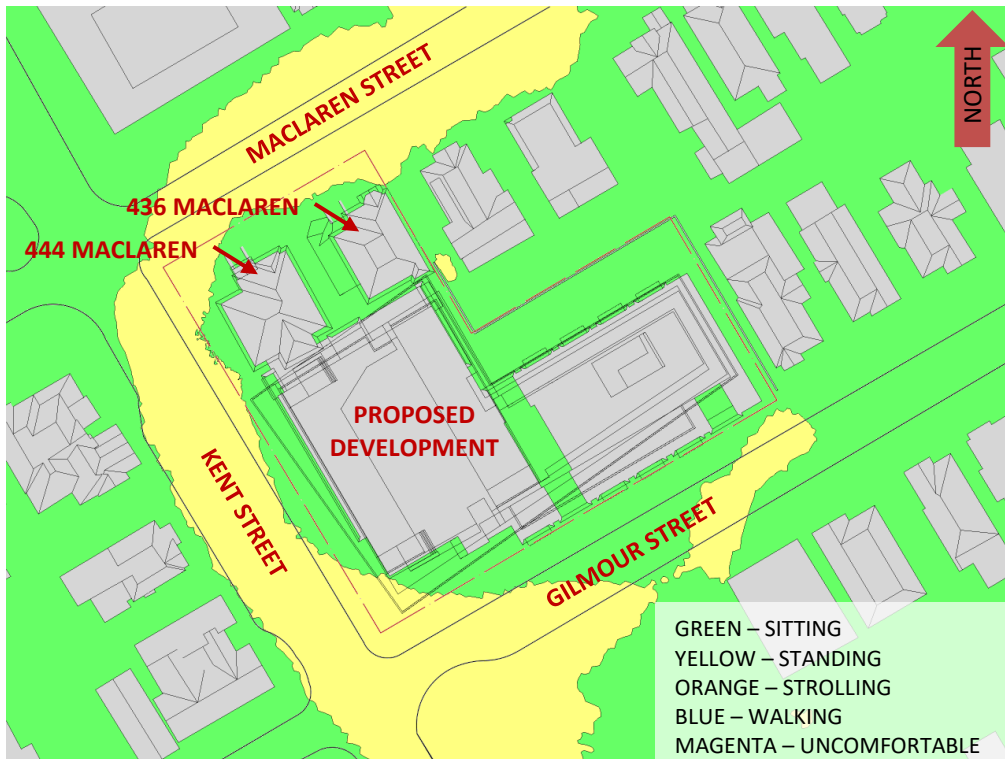 MACLAREN STREET
NORTH
436 MACLAREN
444 MACLAREN
PROPOSED
DEVELOPMENT
KENT STREET
GILMOUR STREET
GREEN – SITTING
YELLOW – STANDING
ORANGE – STROLLING
BLUE – WALKING
MAGENTA – UNCOMFORTABLE